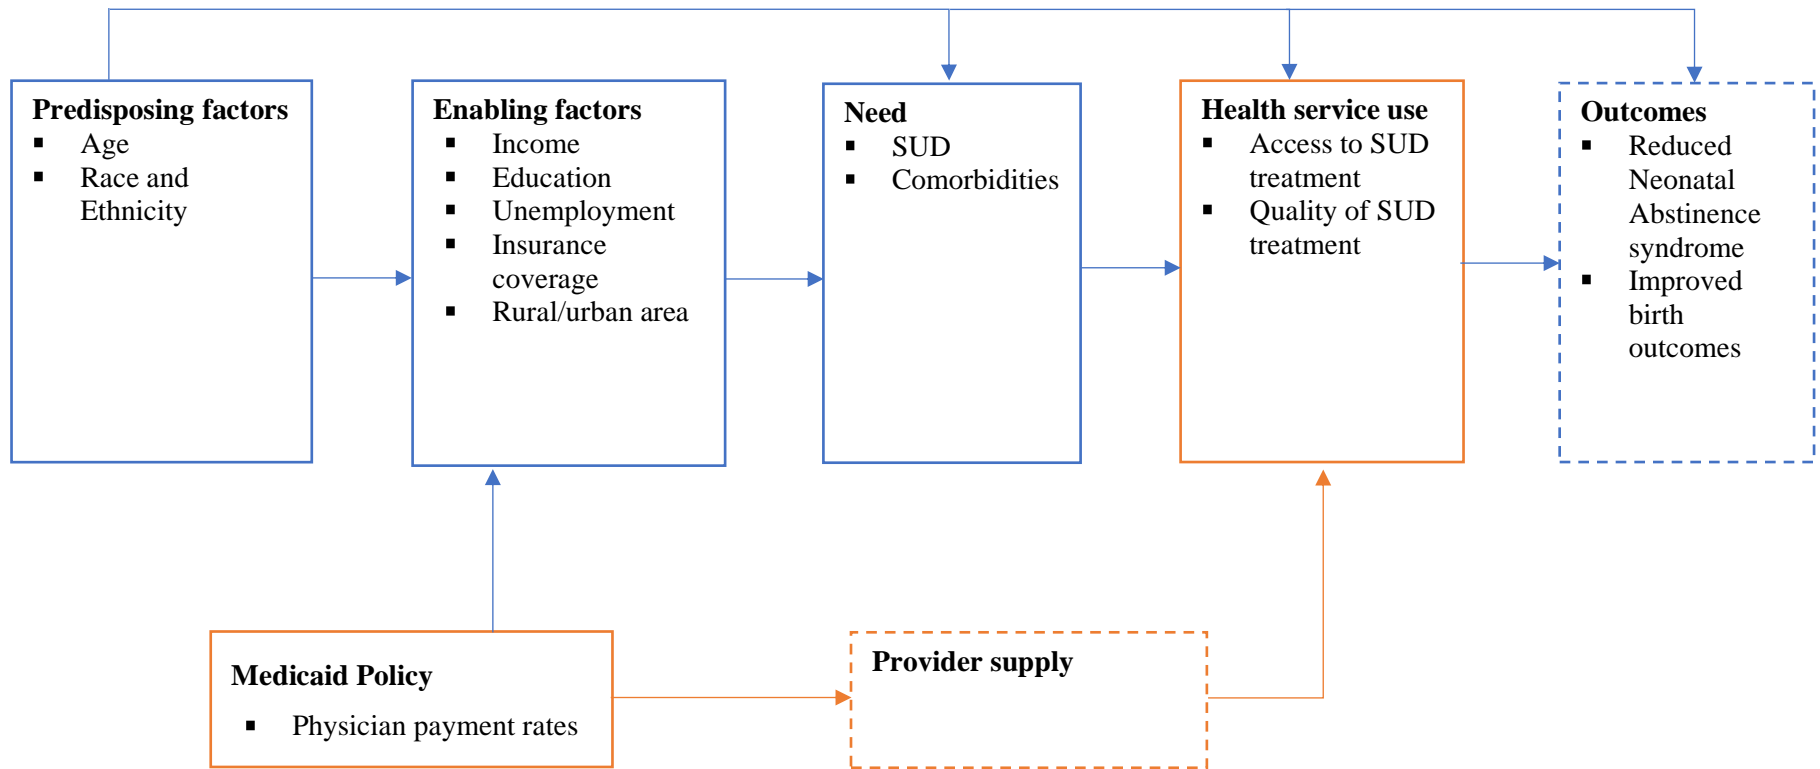 Predisposing factors
▪ Age
▪ Race and
Ethnicity
Enabling factors
▪ Income
▪ Education
▪ Unemployment
▪ Insurance
coverage
▪ Rural/urban area
Need
▪ SUD
▪ Comorbidities
Health service use
▪ Access to SUD
treatment
▪ Quality of SUD
treatment
Outcomes
▪ Reduced
Neonatal
Abstinence
syndrome
▪ Improved
birth
outcomes
Medicaid Policy
▪ Physician payment rates
Provider supply